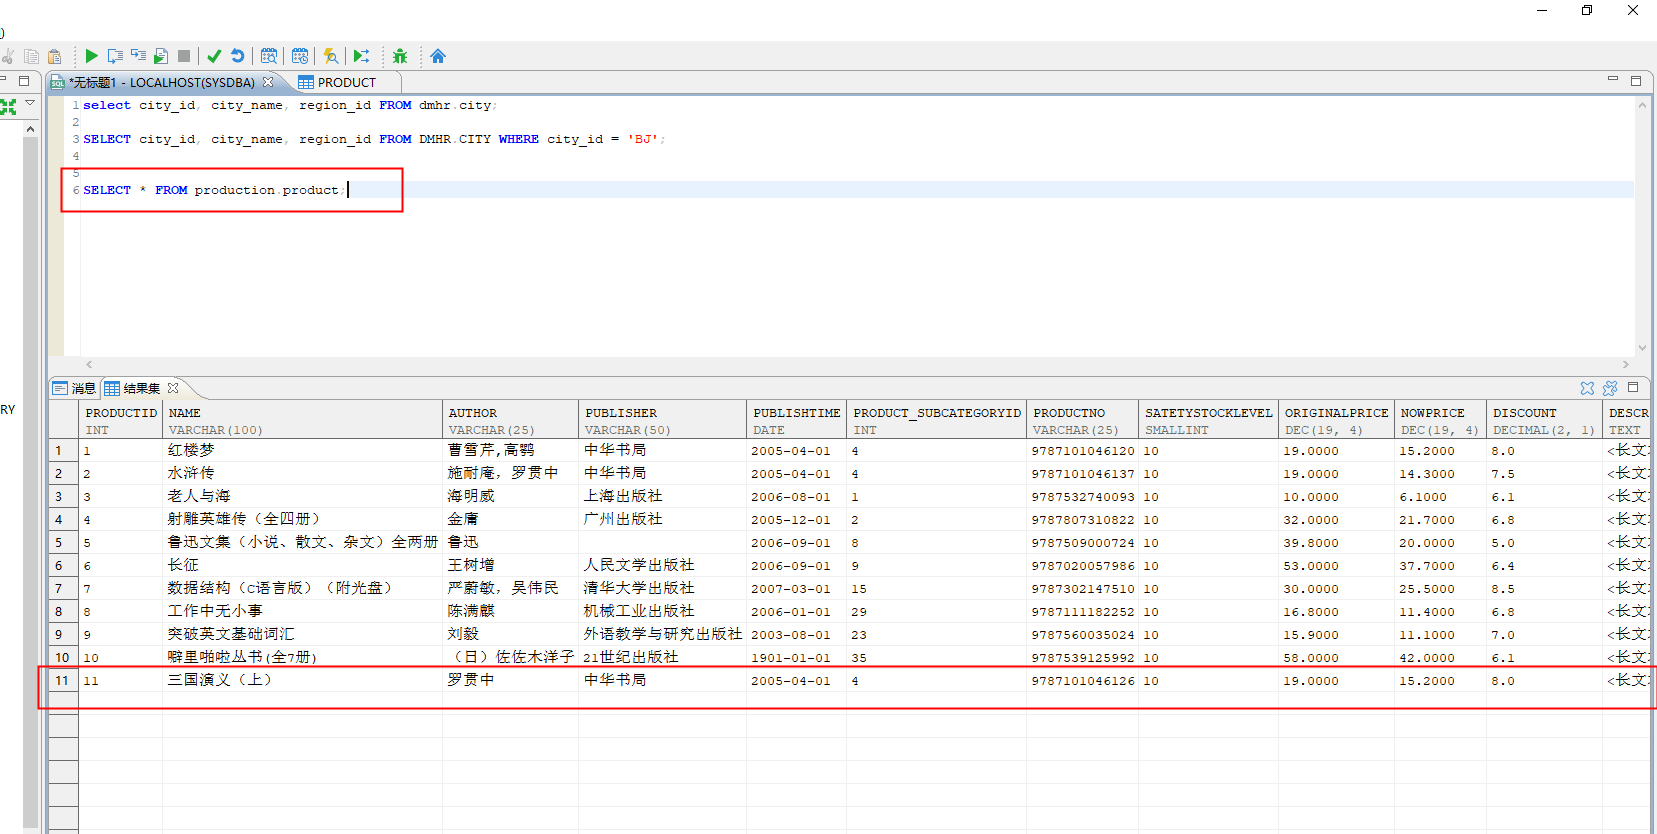 )
*无标题1 - LOCALHOST(SYSDBA)
PRODUCT
1 select city_id, city_name, region_id FROM dmhr.city;
2
3 SELECT city_id, city_name, region_id FROM DMHR.CITY WHERE city_id = 'BJ';
4
5
6 SELECT * FROM production.product;
RY
消息 结果集
PRODUCTID NAME AUTHOR PUBLISHER PUBLISHTIME PRODUCT_SUBCATEGORYID PRODUCTNO SATETYSTOCKLEVEL ORIGINALPRICE NOWPRICE DISCOUNT DESCR
INT VARCHAR(100) VARCHAR(25) VARCHAR(50) DATE INT VARCHAR(25) SMALLINT DEC(19, 4) DEC(19, 4) DECIMAL(2, 1) TEXT
1 1 红楼梦 曹雪芹,高鹗 中华书局 2005-04-01 4 9787101046120 10 19.0000 15.2000 8.0 <长文
2 2 水浒传 施耐庵，罗贯中 中华书局 2005-04-01 4 9787101046137 10 19.0000 14.3000 7.5 <长文
3 3 老人与海 海明威 上海出版社 2006-08-01 1 9787532740093 10 10.0000 6.1000 6.1 <长文
4 4 射雕英雄传（全四册） 金庸 广州出版社 2005-12-01 2 9787807310822 10 32.0000 21.7000 6.8 <长文
5 5 鲁迅文集（小说、散文、杂文）全两册 鲁迅 2006-09-01 8 9787509000724 10 39.8000 20.0000 5.0 <长文
6 6 长征 王树增 人民文学出版社 2006-09-01 9 9787020057986 10 53.0000 37.7000 6.4 <长文
7 7 数据结构（C语言版）（附光盘） 严蔚敏，吴伟民 清华大学出版社 2007-03-01 15 9787302147510 10 30.0000 25.5000 8.5 <长文
8 8 工作中无小事 陈满麒 机械工业出版社 2006-01-01 29 9787111182252 10 16.8000 11.4000 6.8 <长文
9 9 突破英文基础词汇 刘毅 外语教学与研究出版社 2003-08-01 23 9787560035024 10 15.9000 11.1000 7.0 <长文
10 10 噼里啪啦丛书(全7册) （日）佐佐木洋子 21世纪出版社 1901-01-01 35 9787539125992 10 58.0000 42.0000 6.1 <长文
11 11 三国演义（上） 罗贯中 中华书局 2005-04-01 4 9787101046126 10 19.0000 15.2000 8.0 <长文